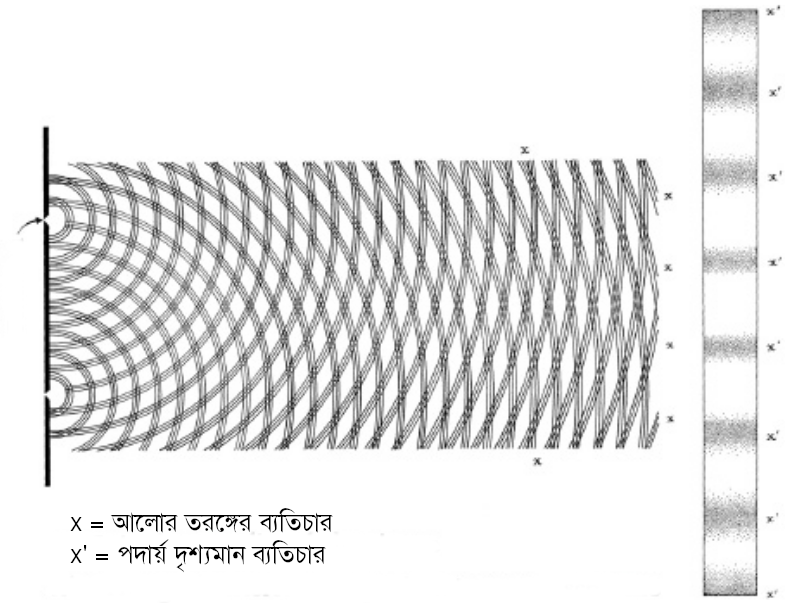 x'
x'
x
x'
x
x'
x
x x'
x
x'
x
x'
x = আলোর তরঙ্গের ব্যতিচার
x' = পদার্য় দৃশ্যমান ব্যতিচার
x'